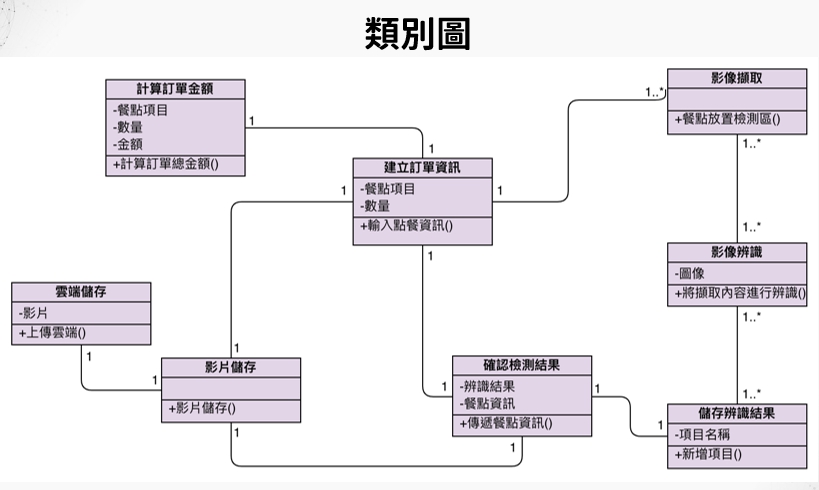 類別圖
計算訂單金額
-餐點項目
-數量
-金額
+計算訂單總金額()
1
1
建立訂單資訊
-餐點項目
-數量
+輸入點餐資訊()
1
1
1
1..*
影像擷取
+餐點放置檢測區()
1..*
1..*
影像辨識
-圖像
+將擷取內容進行辨識()
1..*
1..*
儲存辨識結果
-項目名稱
+新增項目()
1
1
確認檢測結果
-辨識結果
-餐點資訊
+傳遞餐點資訊()
1
1
雲端儲存
-影片
+上傳雲端()
1
1
1
影片儲存
+影片儲存()
1